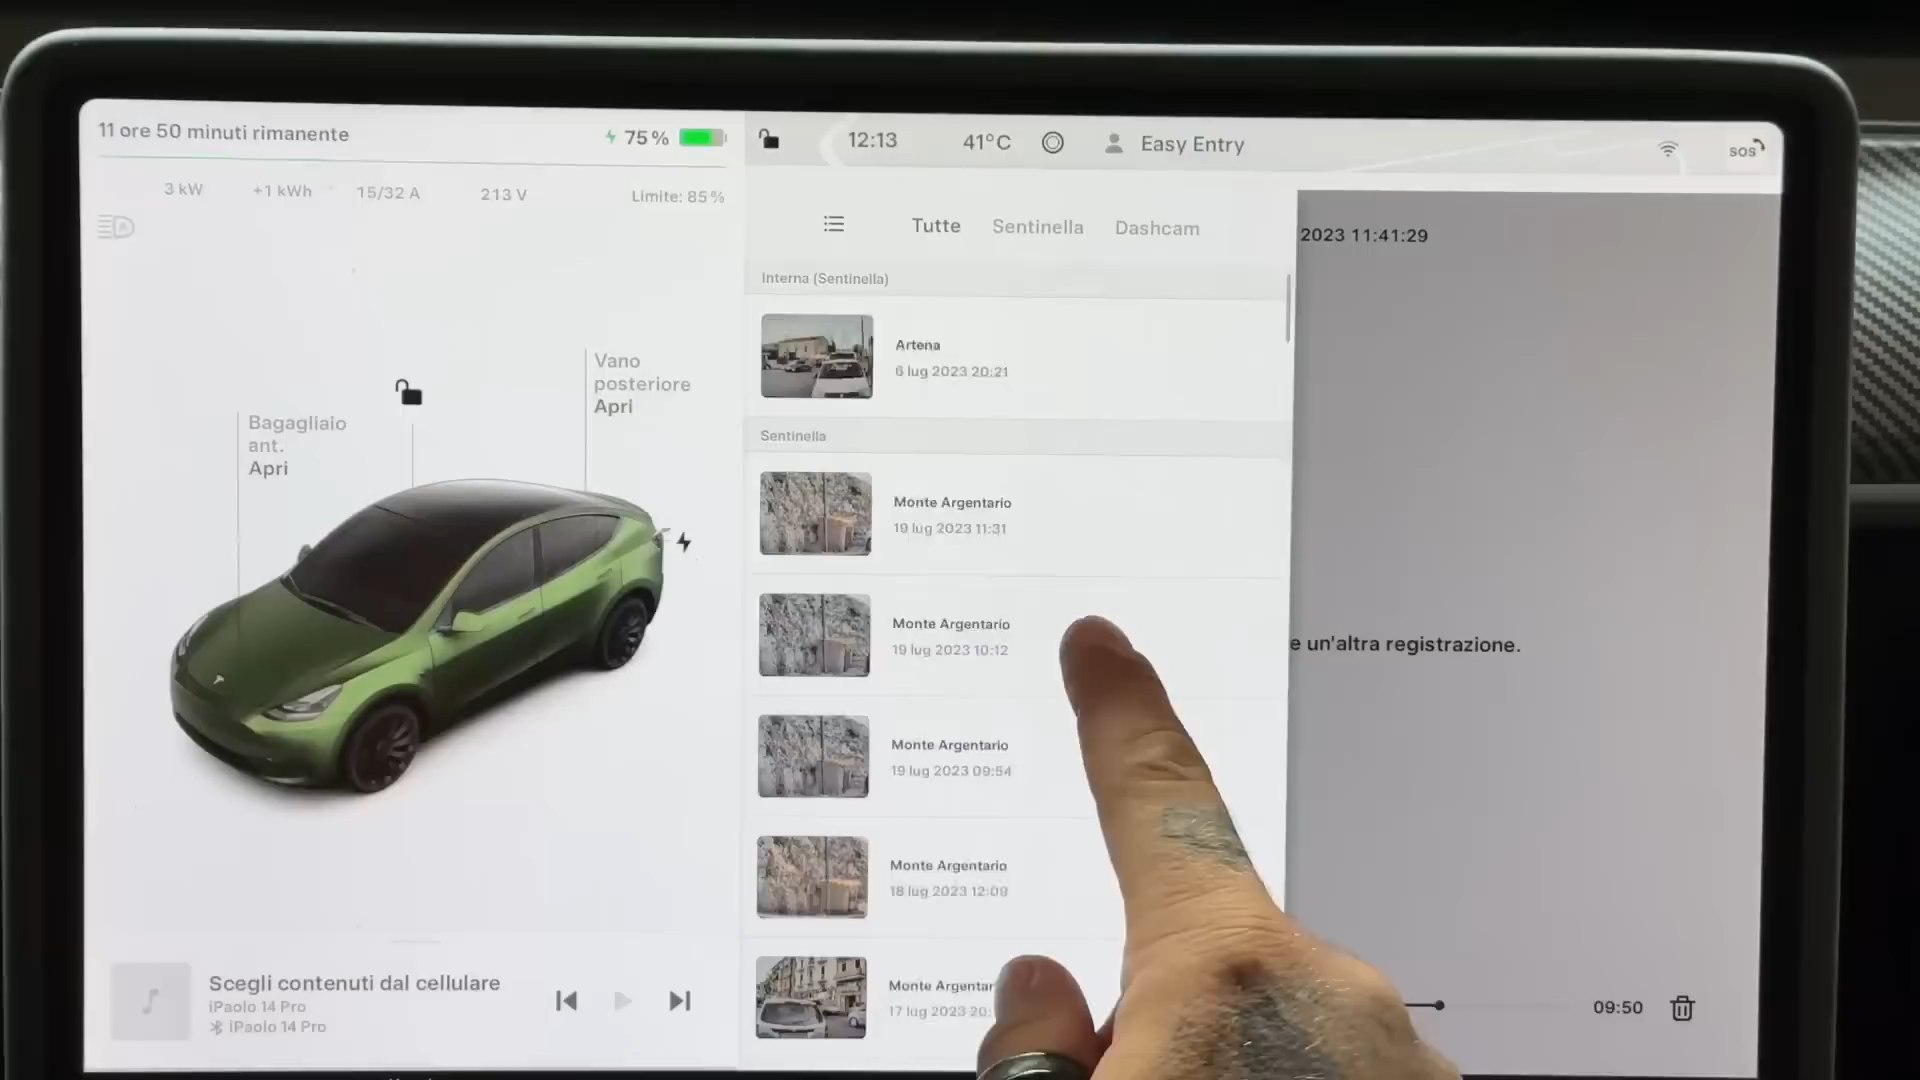 11 ore 50 minuti rimanente
75 %
3 kW
+1 kWh
15/32 A
213 V
Limite: 85 %
Bagagliaio
ant.
Apri
Vano
posteriore
Apri
Scegli contenuti dal cellulare
iPaolo 14 Pro
iPaolo 14 Pro
12:13
41°C
Easy Entry
SOS
Tutte
Sentinella
Dashcam
Interna (Sentinella)
Artena
6 lug 2023 20:21
Sentinella
Monte Argentario
19 lug 2023 11:31
Monte Argentario
19 lug 2023 10:12
Monte Argentario
19 lug 2023 09:54
Monte Argentario
18 lug 2023 12:09
Monte Argentar
17 lug 2023 20:
2023 11:41:29
e un'altra registrazione.
09:50